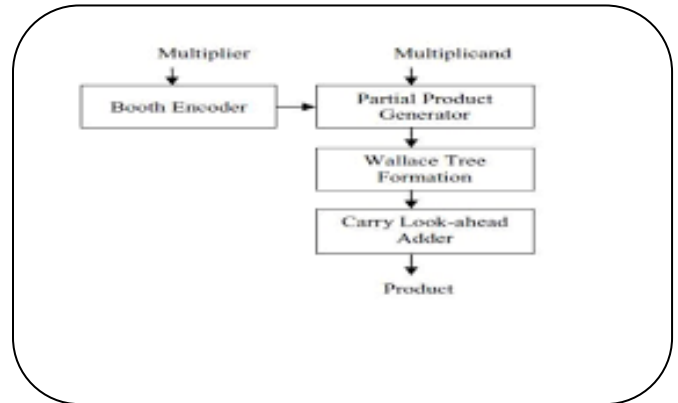 Multiplier
Multiplicand
Booth Encoder
Partial Product
Generator
Wallace Tree
Formation
Carry Look-ahead
Adder
Product